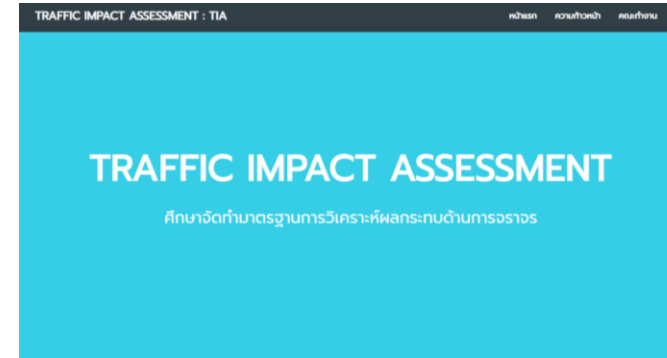 TRAFFIC IMPACT ASSESSMENT : TIA
หน้าแรก ความก้าวหน้า คณะทำงาน
TRAFFIC IMPACT ASSESSMENT
ศึกษาจัดทำมาตรฐานการวิเคราะห์ผลกระทบด้านการจราจร